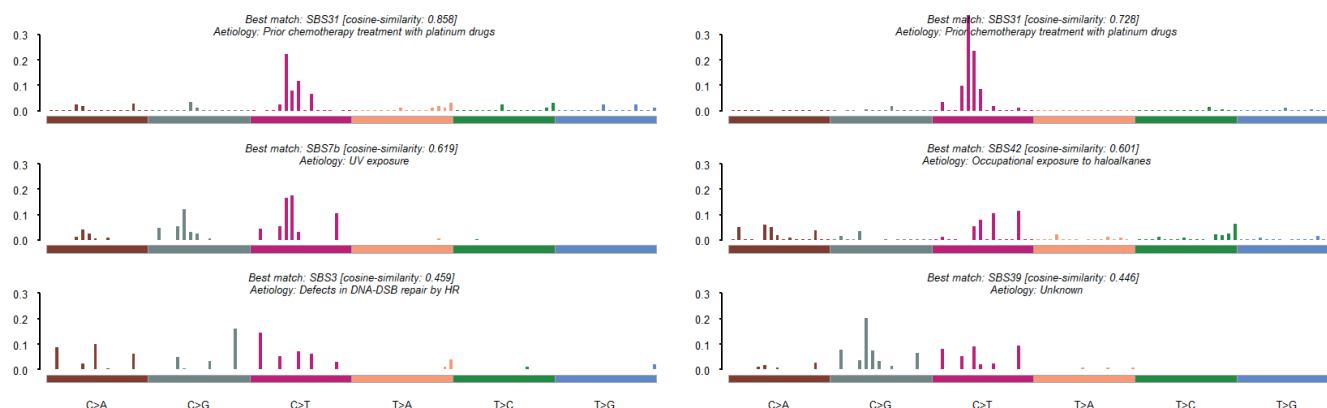 Best match: SBS31 [cosine-similarity: 0.858]
Aetiology: Prior chemotherapy treatment with platinum drugs
0.3
0.2
0.1
0.0
Best match: SBS31 [cosine-similarity: 0.728]
Aetiology: Prior chemotherapy treatment with platinum drugs
0.3
0.2
0.1
0.0
Best match: SBS7b [cosine-similarity: 0.619]
Aetiology: UV exposure
0.3
0.2
0.1
0.0
Best match: SBS42 [cosine-similarity: 0.601]
Aetiology: Occupational exposure to haloalkanes
0.3
0.2
0.1
0.0
Best match: SBS3 [cosine-similarity: 0.459]
Aetiology: Defects in DNA-DSB repair by HR
0.3
0.2
0.1
0.0
Best match: SBS39 [cosine-similarity: 0.446]
Aetiology: Unknown
0.3
0.2
0.1
0.0
C>A C>G C>T T>A T>C T>G
C>A C>G C>T T>A T>C T>G